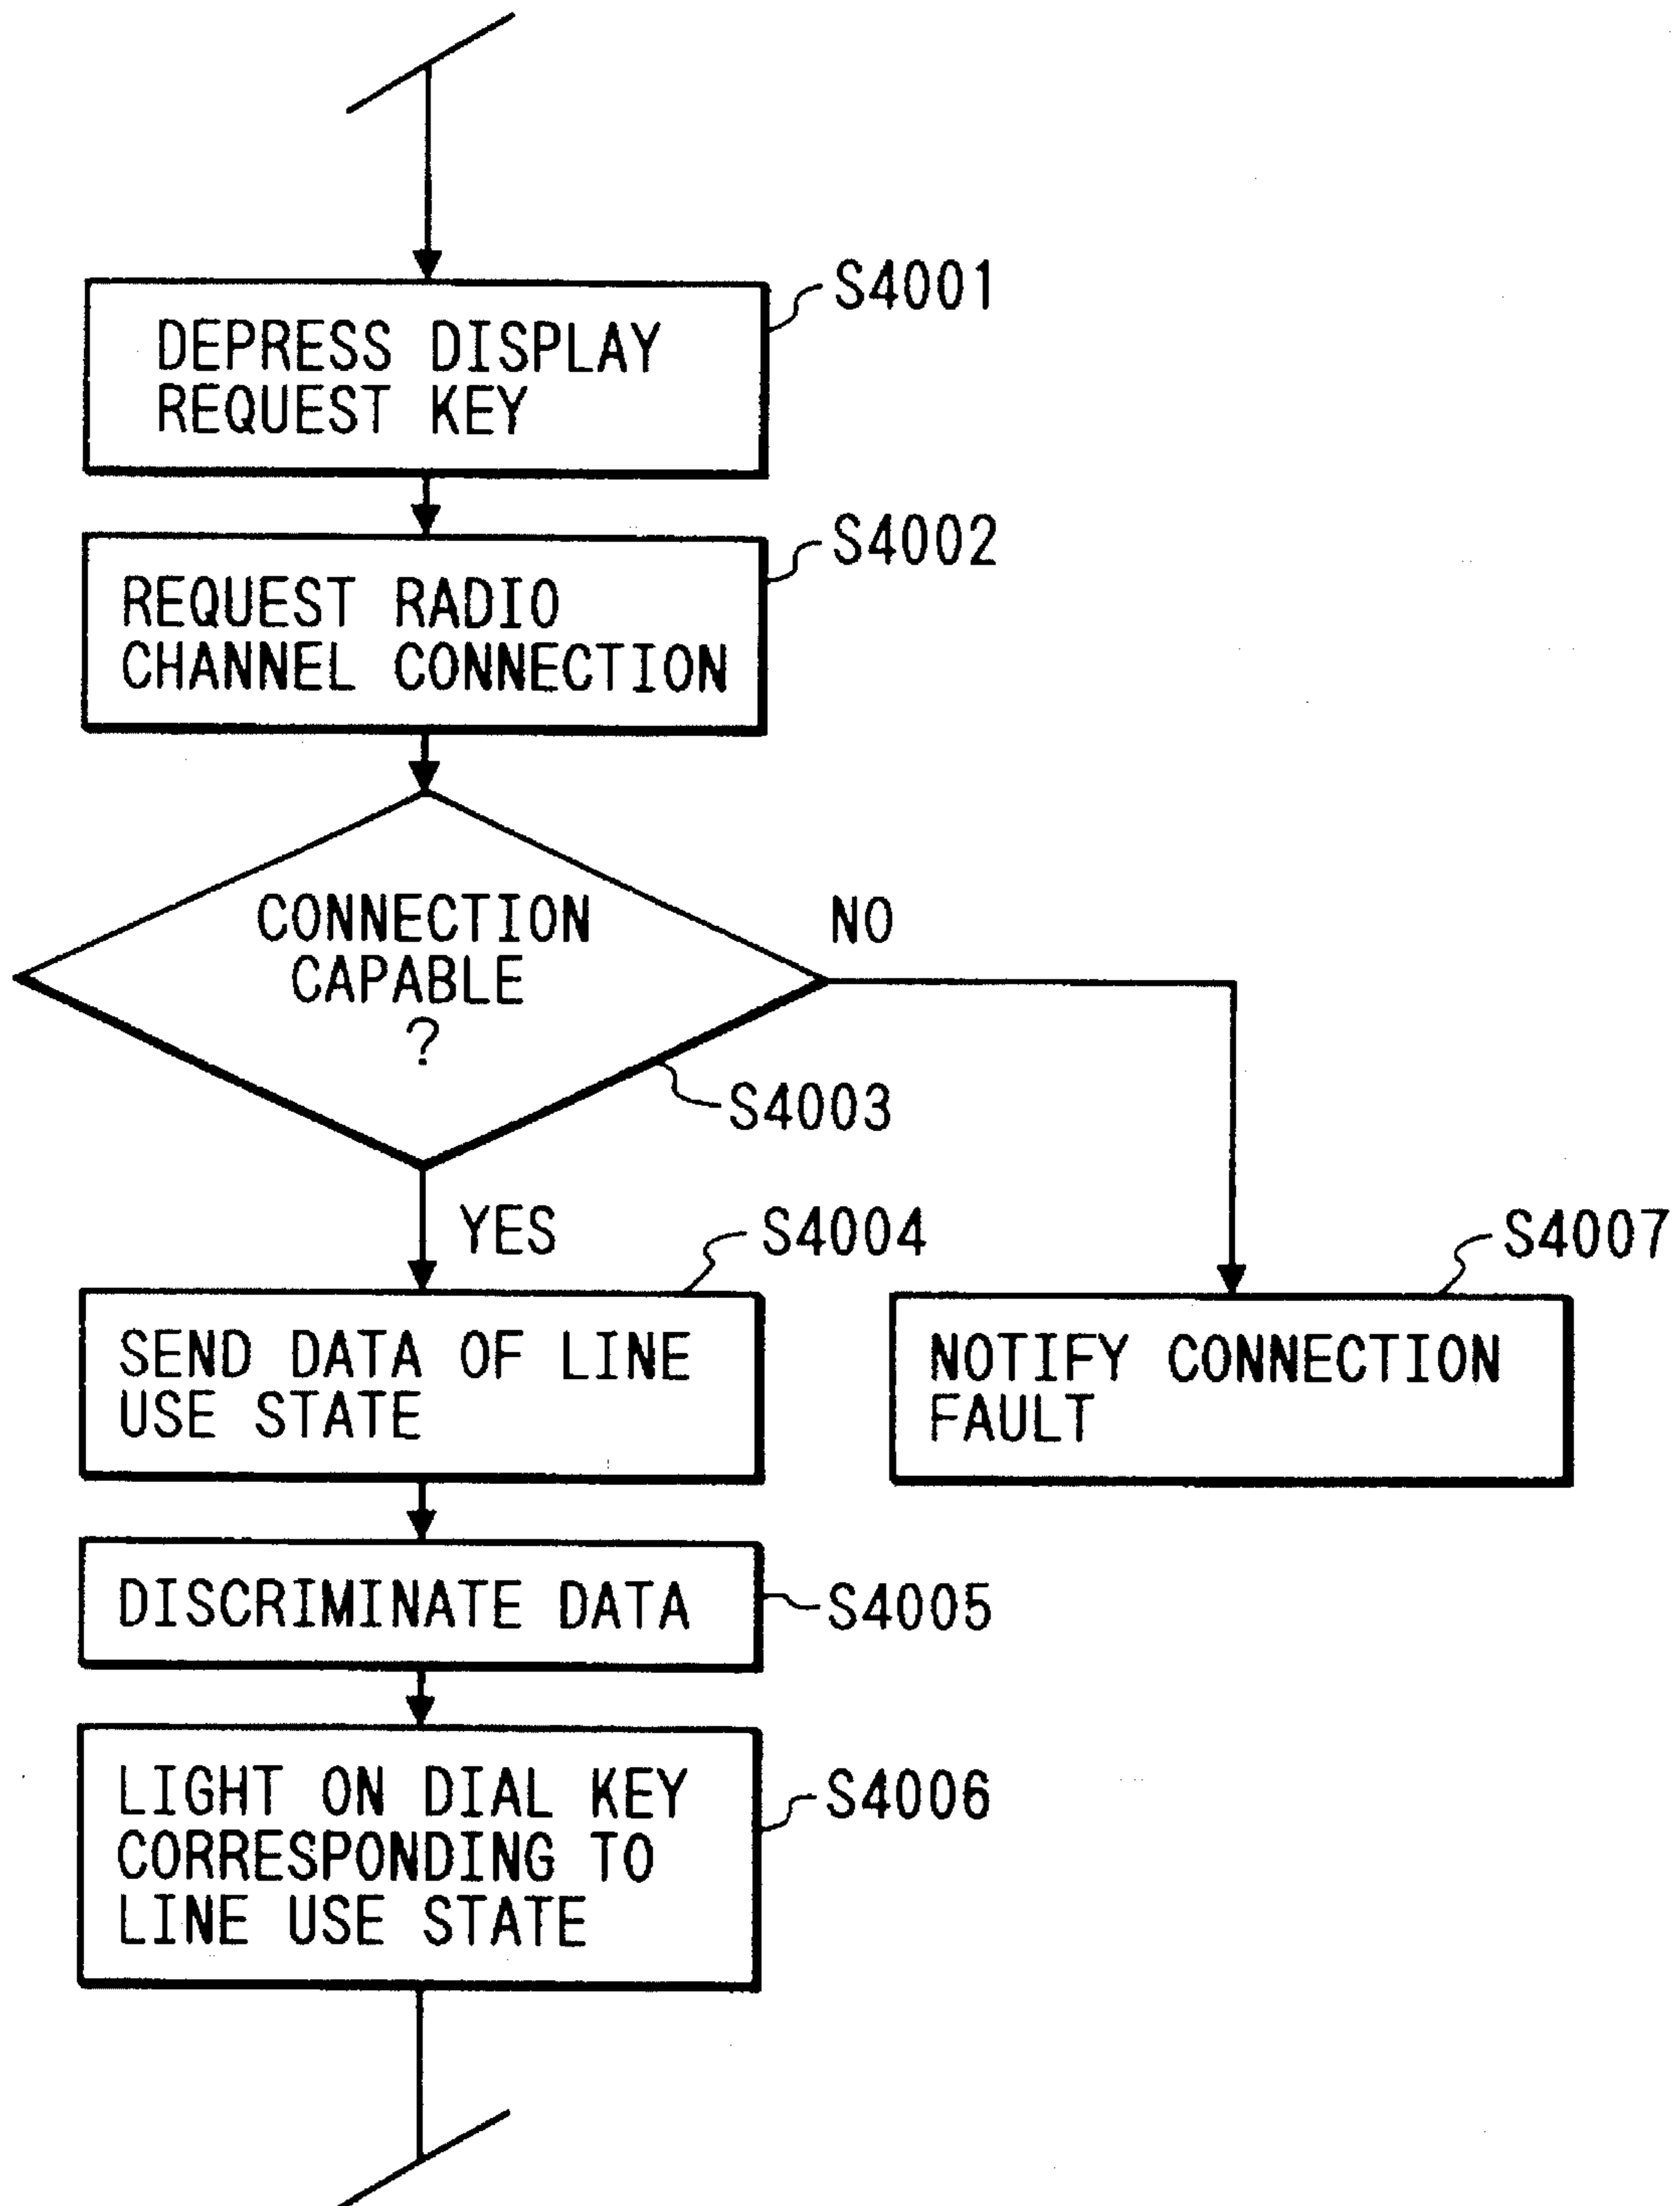 S4001
DEPRESS DISPLAY
REQUEST KEY
S4002
REQUEST RADIO
CHANNEL CONNECTION
CONNECTION
CAPABLE
?
NO
S4003
YES
S4004
S4007
SEND DATA OF LINE
USE STATE
NOTIFY CONNECTION
FAULT
DISCRIMINATE DATA
S4005
LIGHT ON DIAL KEY
CORRESPONDING TO
LINE USE STATE
S4006